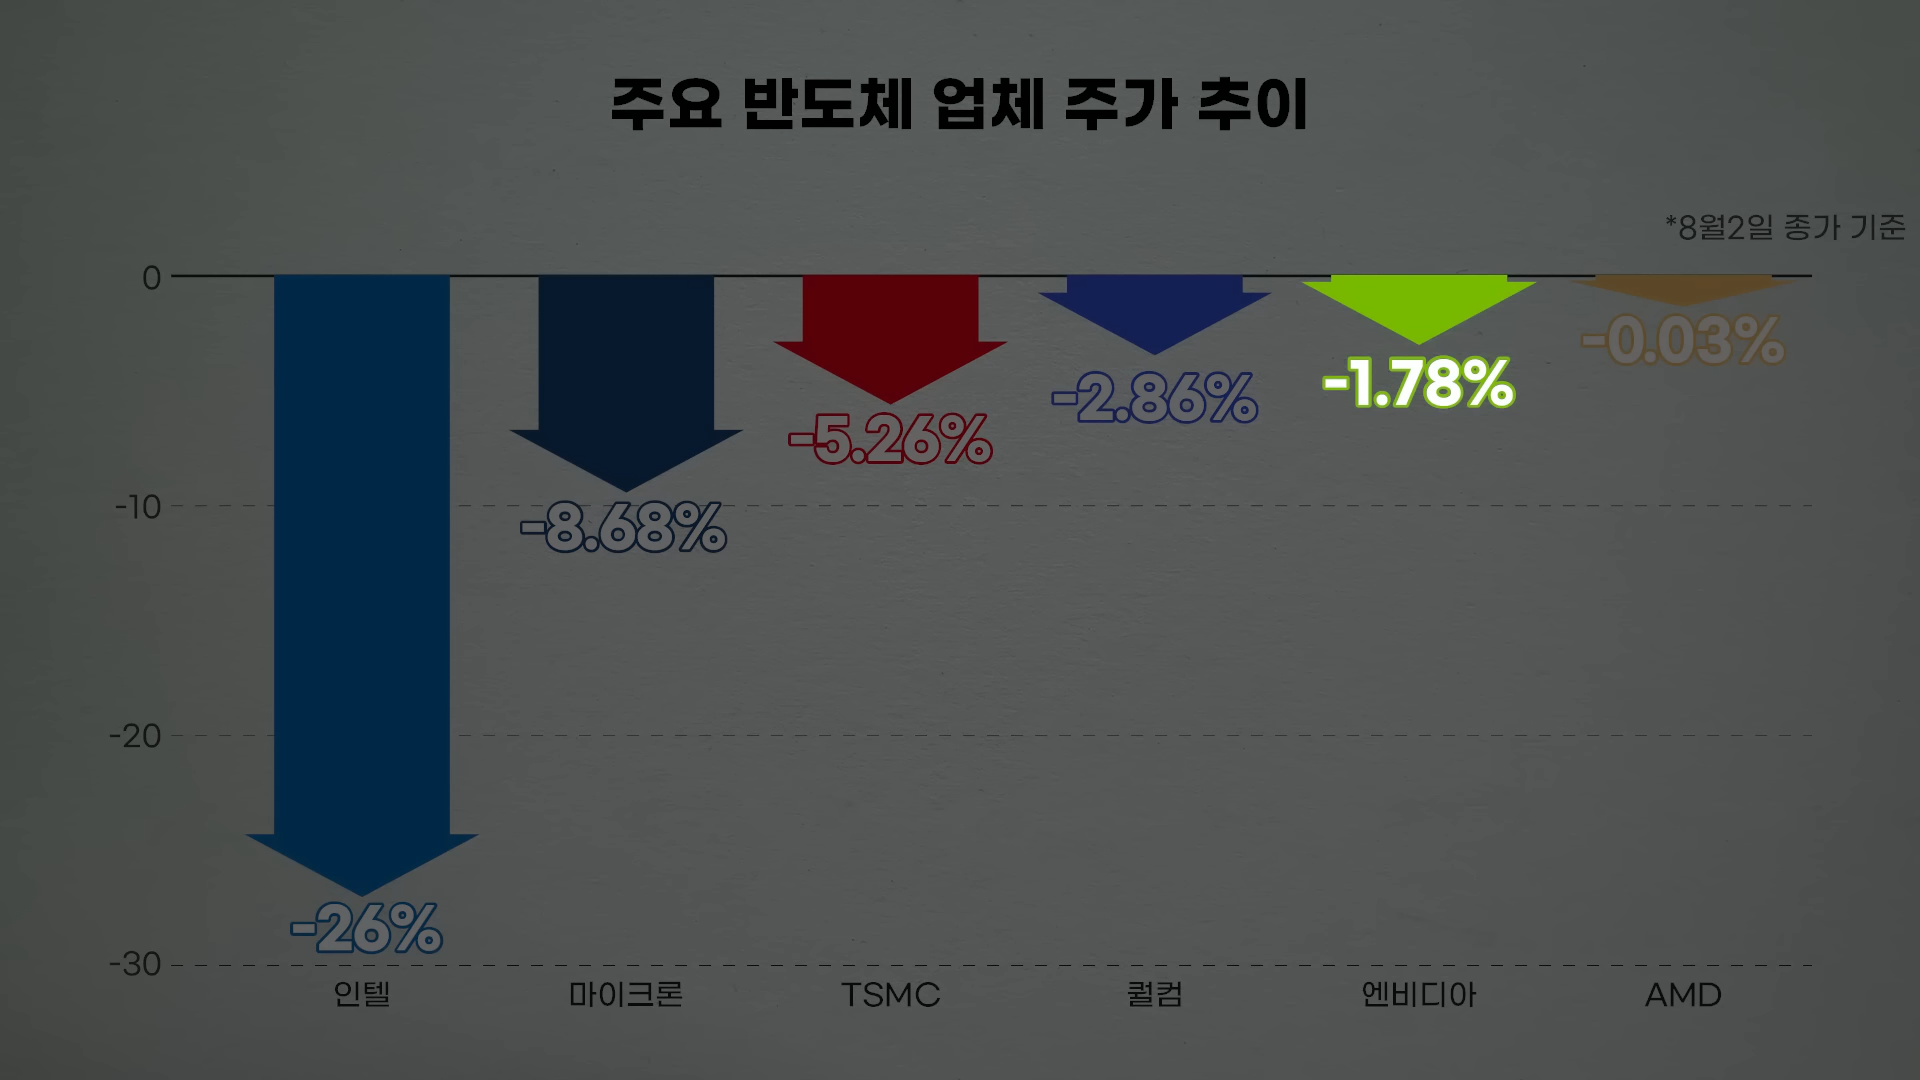 주요 반도체 업체 주가 추이
*8월2일 종가 기준
0
-10
-20
-30
-26%
-8.68%
-5.26%
-2.86%
-1.78%
-0.03%
인텔
마이크론
TSMC
퀄컴
엔비디아
AMD